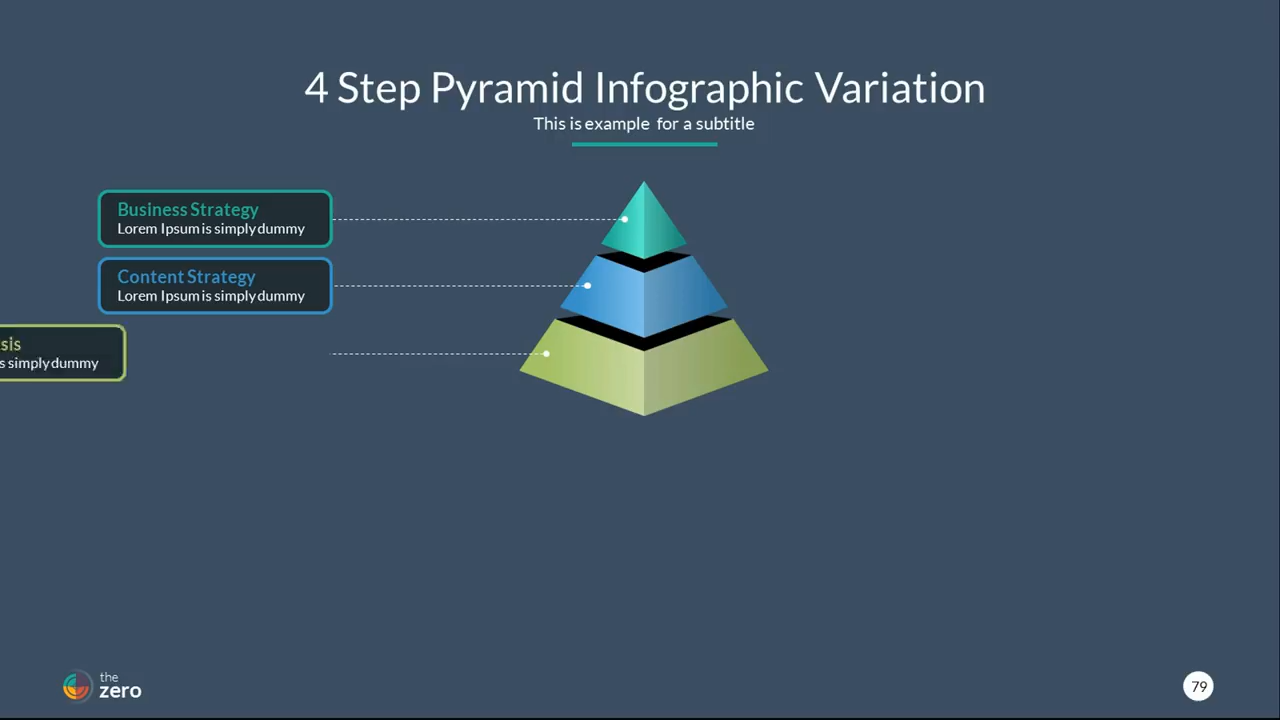 4 Step Pyramid Infographic Variation
This is example for a subtitle
Business Strategy
Lorem Ipsum is simply dummy
Content Strategy
Lorem Ipsum is simply dummy
sis
s simply dummy
the
zero
79